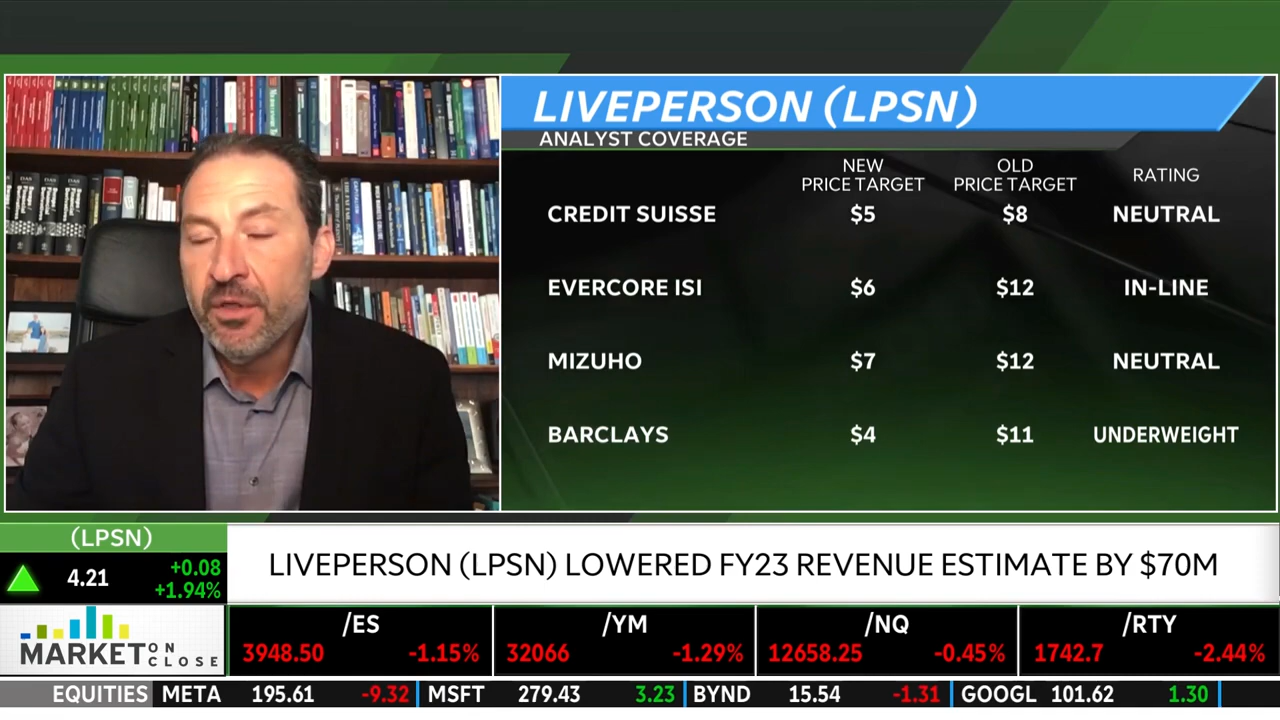 LIVEPERSON (LPSN)
ANALYST COVERAGE
NEW PRICE TARGET OLD PRICE TARGET RATING
CREDIT SUISSE $5 $8 NEUTRAL
EVERCORE ISI $6 $12 IN-LINE
MIZUHO $7 $12 NEUTRAL
BARCLAYS $4 $11 UNDERWEIGHT
(LPSN)
4.21 +0.08 +1.94%
LIVEPERSON (LPSN) LOWERED FY23 REVENUE ESTIMATE BY $70M
MARKET ON CLOSE
/ES /YM /NQ /RTY
3948.50 -1.15% 32066 -1.29% 12658.25 -0.45% 1742.7 -2.44%
EQUITIES META 195.61 -9.32 MSFT 279.43 3.23 BYND 15.54 -1.31 GOOGL 101.62 1.30